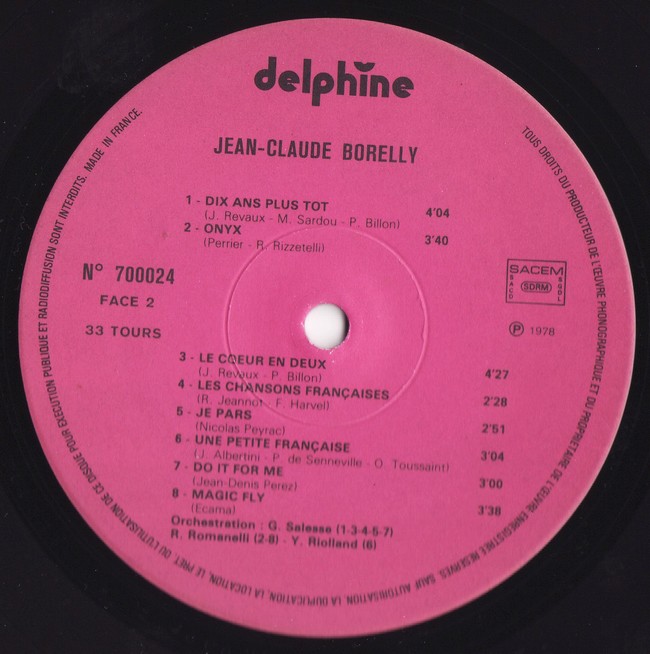 delphine
JEAN-CLAUDE BORELLY
1 - DIX ANS PLUS TOT 4'04
(J. Revaux - M. Sardou - P. Billon)
2 - ONYX 3'40
(Perrier - R. Rizzetelli)
N° 700024
FACE 2
33 TOURS
SACEM
SACD SDRM SGDL
℗ 1978
3 - LE CŒUR EN DEUX 4'27
(J. Revaux - P. Billon)
4 - LES CHANSONS FRANÇAISES 2'28
(R. Jeannot - F. Harvel)
5 - JE PARS 2'51
(Nicolas Peyrac)
6 - UNE PETITE FRANÇAISE 3'04
(J. Albertini - P. de Senneville - O. Toussaint)
7 - DO IT FOR ME 3'00
(Jean-Denis Perez)
8 - MAGIC FLY 3'38
(Ecama)
Orchestration : G. Salesse (1-3-4-5-7)
R. Romanelli (2-8) - Y. Riolland (6)
TOUS DROITS DU PRODUCTEUR DE L'ŒUVRE PHONOGRAPHIQUE ET DU PROPRIETAIRE DE L'ŒUVRE ENREGISTREE RESERVES. SAUF AUTORISATION, LA DUPLICATION, LA LOCATION, LE PRET, OU L'UTILISATION DE CE DISQUE POUR EXECUTION PUBLIQUE ET RADIODIFFUSION SONT INTERDITS. MADE IN FRANCE.